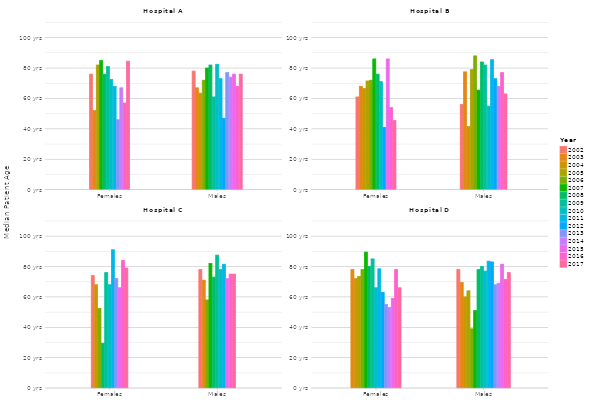 Hospital A
Hospital B
100 yrs
80 yrs
60 yrs
40 yrs
20 yrs
0 yrs
Females
Males
100 yrs
80 yrs
60 yrs
40 yrs
20 yrs
0 yrs
Females
Males
Median Patient Age
Hospital C
Hospital D
100 yrs
80 yrs
60 yrs
40 yrs
20 yrs
0 yrs
Females
Males
100 yrs
80 yrs
60 yrs
40 yrs
20 yrs
0 yrs
Females
Males
Year
2002
2003
2004
2005
2006
2007
2008
2009
2010
2011
2012
2013
2014
2015
2016
2017